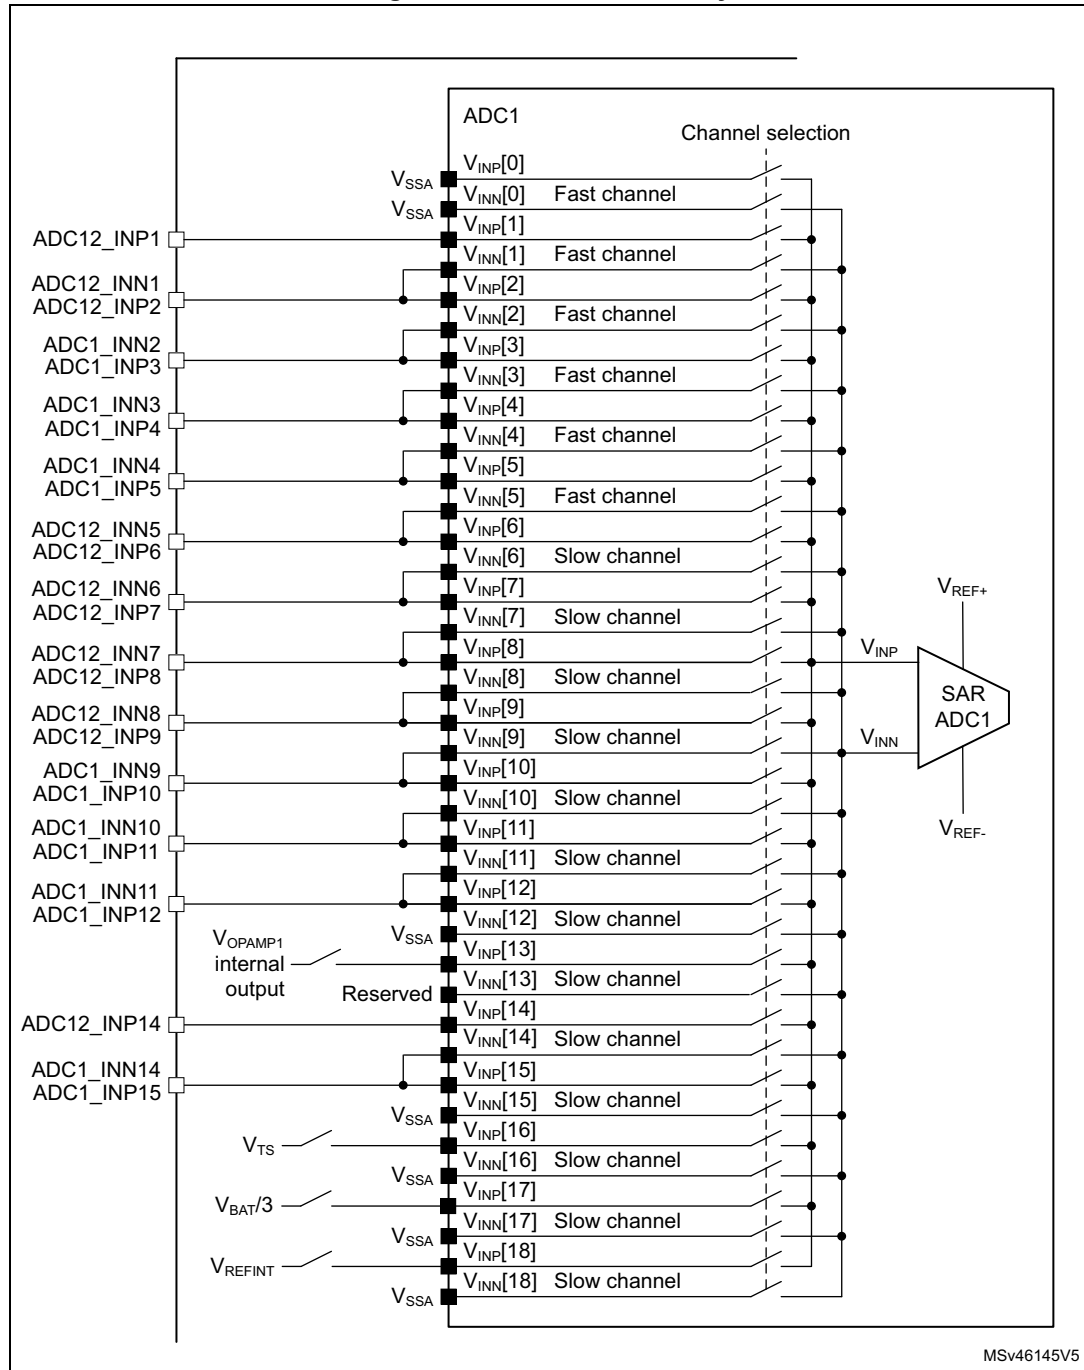 ADC1
Channel selection
VSSA VINP[0]
VSSA VINN[0] Fast channel
ADC12_INP1 VINP[1]
VINN[1] Fast channel
ADC12_INN1
ADC12_INP2 VINP[2]
VINN[2] Fast channel
ADC1_INN2
ADC1_INP3 VINP[3]
VINN[3] Fast channel
ADC1_INN3
ADC1_INP4 VINP[4]
VINN[4] Fast channel
ADC1_INN4
ADC1_INP5 VINP[5]
VINN[5] Fast channel
ADC12_INN5
ADC12_INP6 VINP[6]
VINN[6] Slow channel
ADC12_INN6
ADC12_INP7 VINP[7]
VREF+
VINN[7] Slow channel
ADC12_INN7
ADC12_INP8 VINP[8] VINP
VINN[8] Slow channel
SAR
ADC1
ADC12_INN8
ADC12_INP9 VINP[9]
VINN[9] Slow channel VINN
ADC1_INN9
ADC1_INP10 VINP[10]
VINN[10] Slow channel
VREF-
ADC1_INN10
ADC1_INP11 VINP[11]
VINN[11] Slow channel
ADC1_INN11
ADC1_INP12 VINP[12]
VSSA VINN[12] Slow channel
VOPAMP1
internal
output
VINP[13]
Reserved VINN[13] Slow channel
ADC12_INP14 VINP[14]
VINN[14] Slow channel
ADC1_INN14
ADC1_INP15 VINP[15]
VSSA VINN[15] Slow channel
VTS VINP[16]
VSSA VINN[16] Slow channel
VBAT/3 VINP[17]
VSSA VINN[17] Slow channel
VREFINT VINP[18]
VSSA VINN[18] Slow channel
MSv46145V5